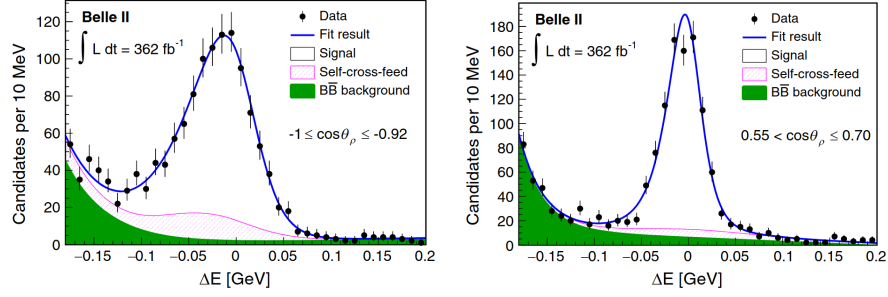 Belle II
∫ L dt = 362 fb⁻¹
Data
Fit result
Signal
Self-cross-feed
BB̅ background
-1 ≤ cosθρ ≤ -0.92
Candidates per 10 MeV
120
100
80
60
40
20
0
−0.15 −0.1 −0.05 0 0.05 0.1 0.15 0.2
ΔE [GeV]
Belle II
∫ L dt = 362 fb⁻¹
Data
Fit result
Signal
Self-cross-feed
BB̅ background
0.55 < cosθρ ≤ 0.70
Candidates per 10 MeV
180
160
140
120
100
80
60
40
20
0
−0.15 −0.1 −0.05 0 0.05 0.1 0.15 0.2
ΔE [GeV]